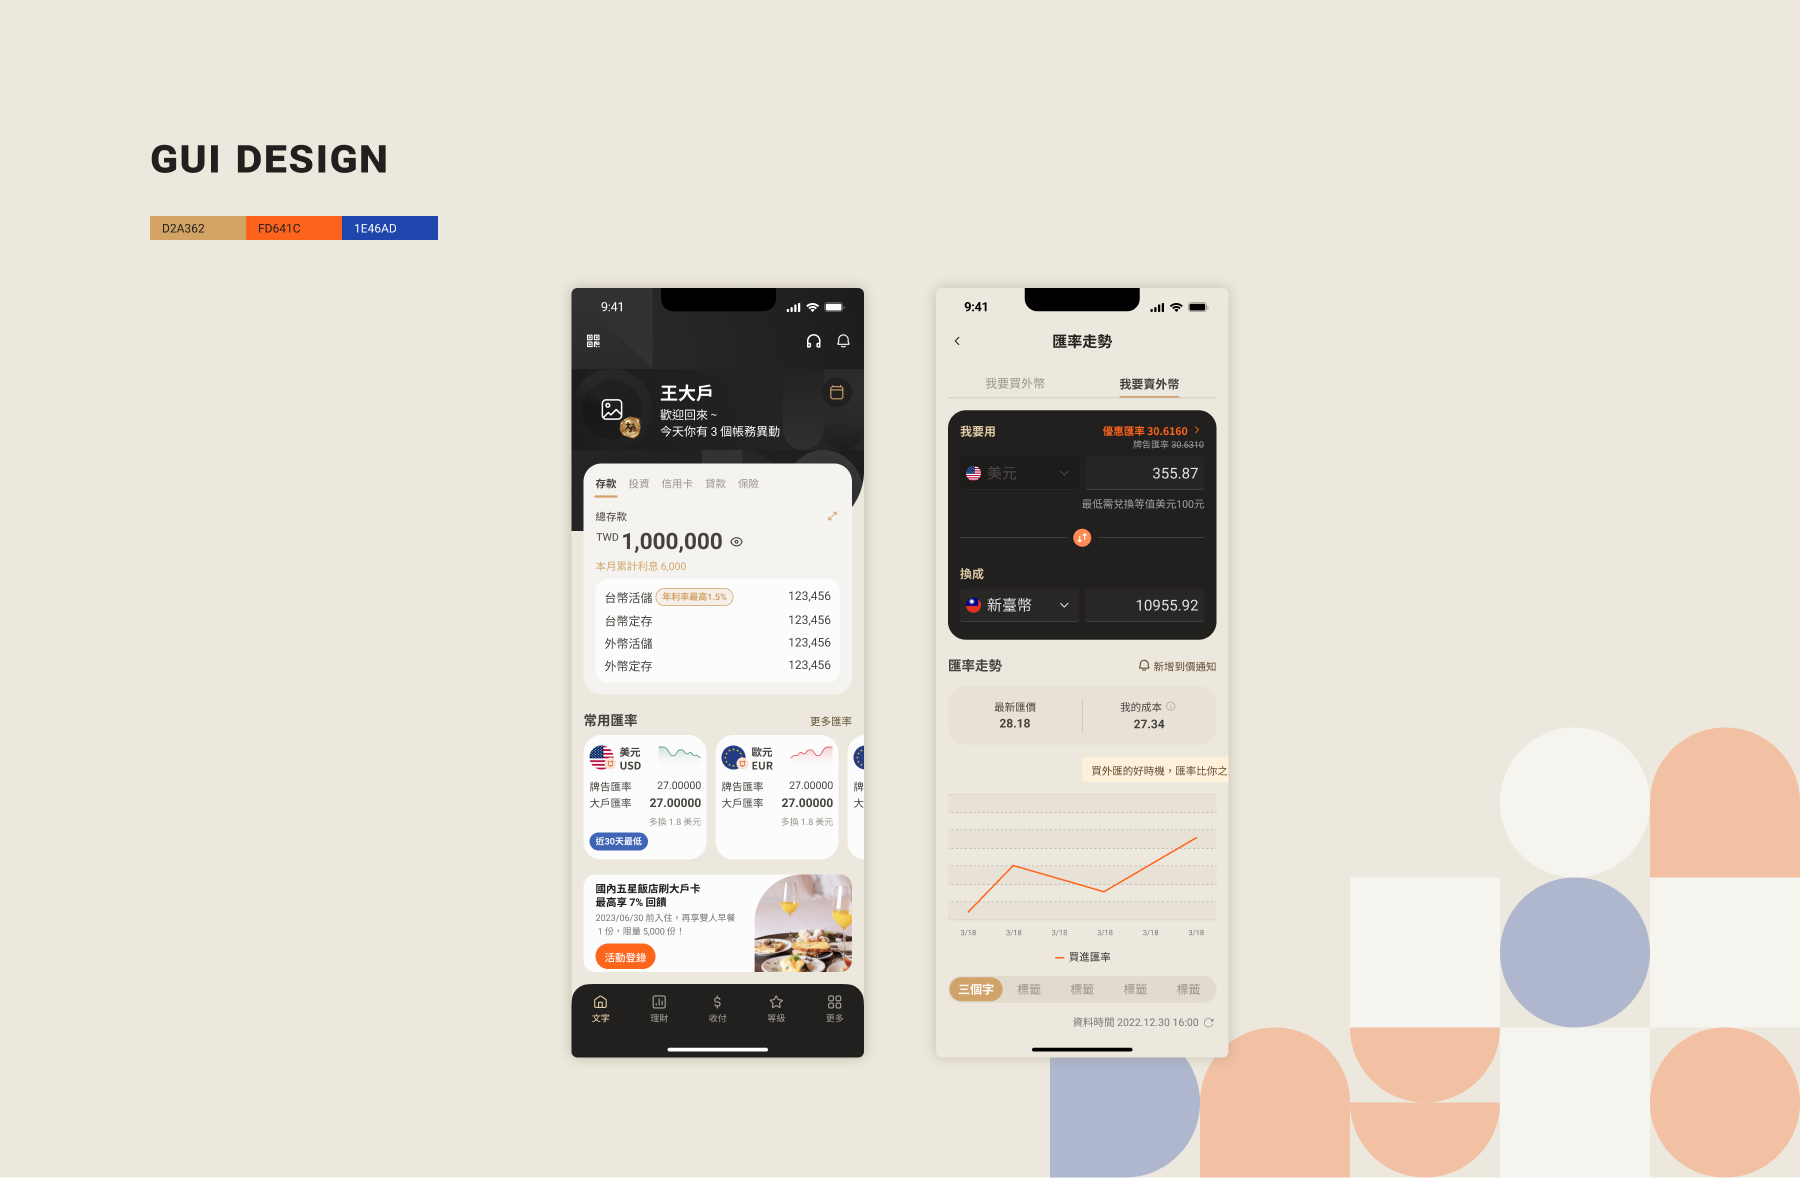 GUI DESIGN
D2A362
FD641C
1E46AD
9:41
王大戶
歡迎回來 ~
今天你有 3 個帳務異動
存款
投資
信用卡
貸款
保險
總存款
TWD 1,000,000
本月累計利息 6,000
台幣活儲 年利率最高1.5% 123,456
台幣定存 123,456
外幣活儲 123,456
外幣定存 123,456
常用匯率
更多匯率
美元
USD
牌告匯率 27.00000
大戶匯率 27.00000
多換 1.8 美元
近30天最低
歐元
EUR
牌告匯率 27.00000
大戶匯率 27.00000
多換 1.8 美元
牌
大
國內五星飯店刷大戶卡
最高享 7% 回饋
2023/06/30 前入住，再享雙人早餐
1 份，限量 5,000 份！
活動登錄
文字
理財
收付
等級
更多
9:41
匯率走勢
我要買外幣
我要賣外幣
我要用
優惠匯率 30.6160
牌告匯率 30.6310
美元
355.87
最低需兌換等值美元100元
換成
新臺幣
10955.92
匯率走勢
新增到價通知
最新匯價
28.18
我的成本
27.34
買外匯的好時機，匯率比你之
3/18
3/18
3/18
3/18
3/18
3/18
買進匯率
三個字
標籤
標籤
標籤
標籤
資料時間 2022.12.30 16:00